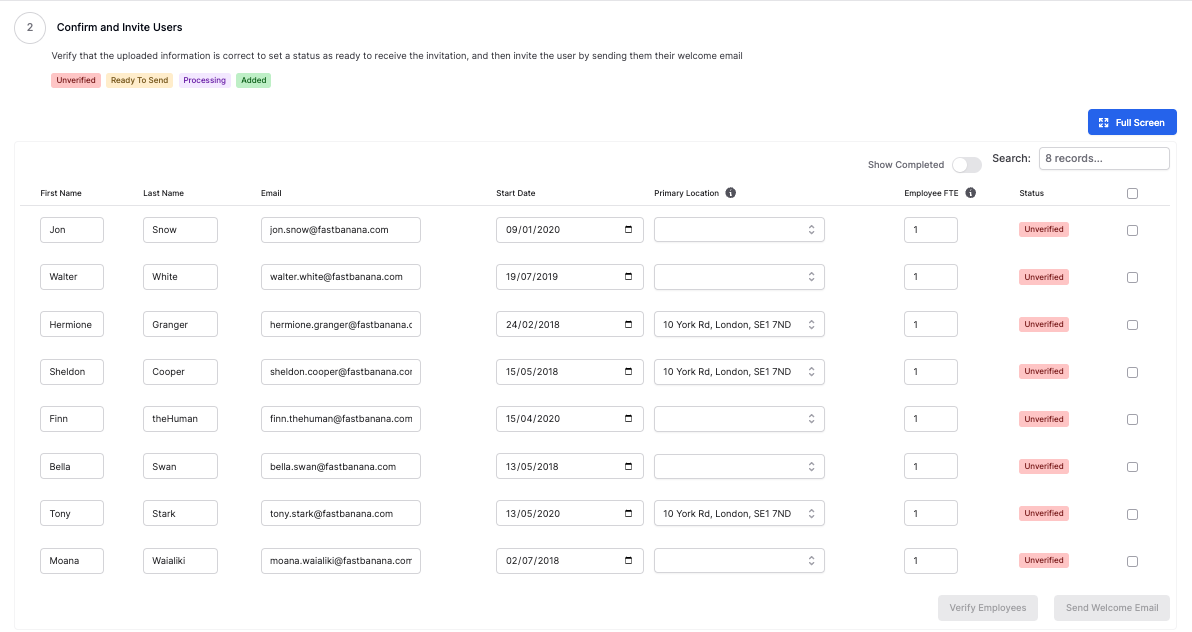 2 Confirm and Invite Users
Verify that the uploaded information is correct to set a status as ready to receive the invitation, and then invite the user by sending them their welcome email
Unverified Ready To Send Processing Added
Full Screen
Show Completed Search: 8 records...
First Name Last Name Email Start Date Primary Location Employee FTE Status
Jon Snow jon.snow@fastbanana.com 09/01/2020 1 Unverified
Walter White walter.white@fastbanana.com 19/07/2019 1 Unverified
Hermione Granger hermione.granger@fastbanana.c 24/02/2018 10 York Rd, London, SE1 7ND 1 Unverified
Sheldon Cooper sheldon.cooper@fastbanana.cor 15/05/2018 10 York Rd, London, SE1 7ND 1 Unverified
Finn theHuman finn.thehuman@fastbanana.com 15/04/2020 1 Unverified
Bella Swan bella.swan@fastbanana.com 13/05/2018 1 Unverified
Tony Stark tony.stark@fastbanana.com 13/05/2020 10 York Rd, London, SE1 7ND 1 Unverified
Moana Waialiki moana.waialiki@fastbanana.com 02/07/2018 1 Unverified
Verify Employees Send Welcome Email